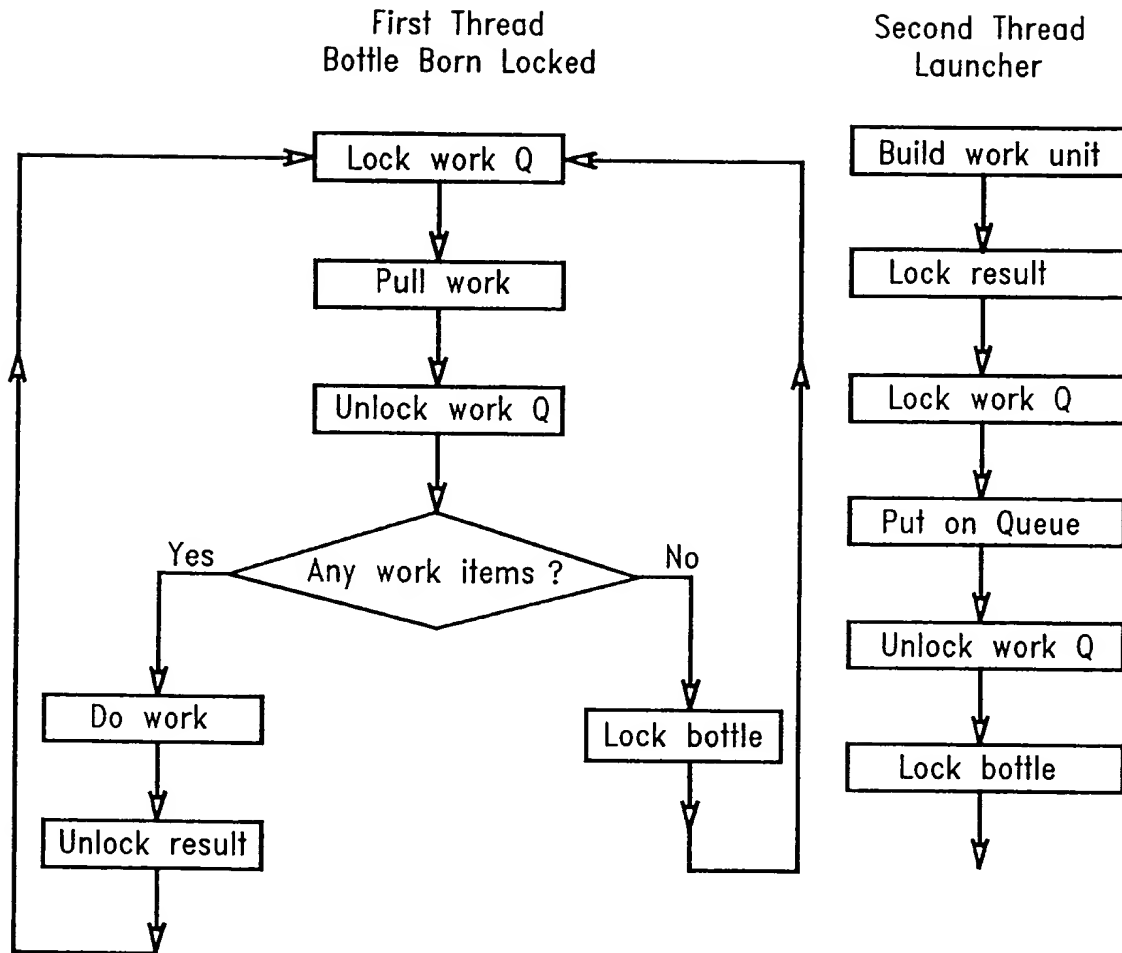 First Thread
Bottle Born Locked
Lock work Q
Pull work
Unlock work Q
Any work items ?
Yes
No
Do work
Unlock result
Lock bottle
Second Thread
Launcher
Build work unit
Lock result
Lock work Q
Put on Queue
Unlock work Q
Lock bottle